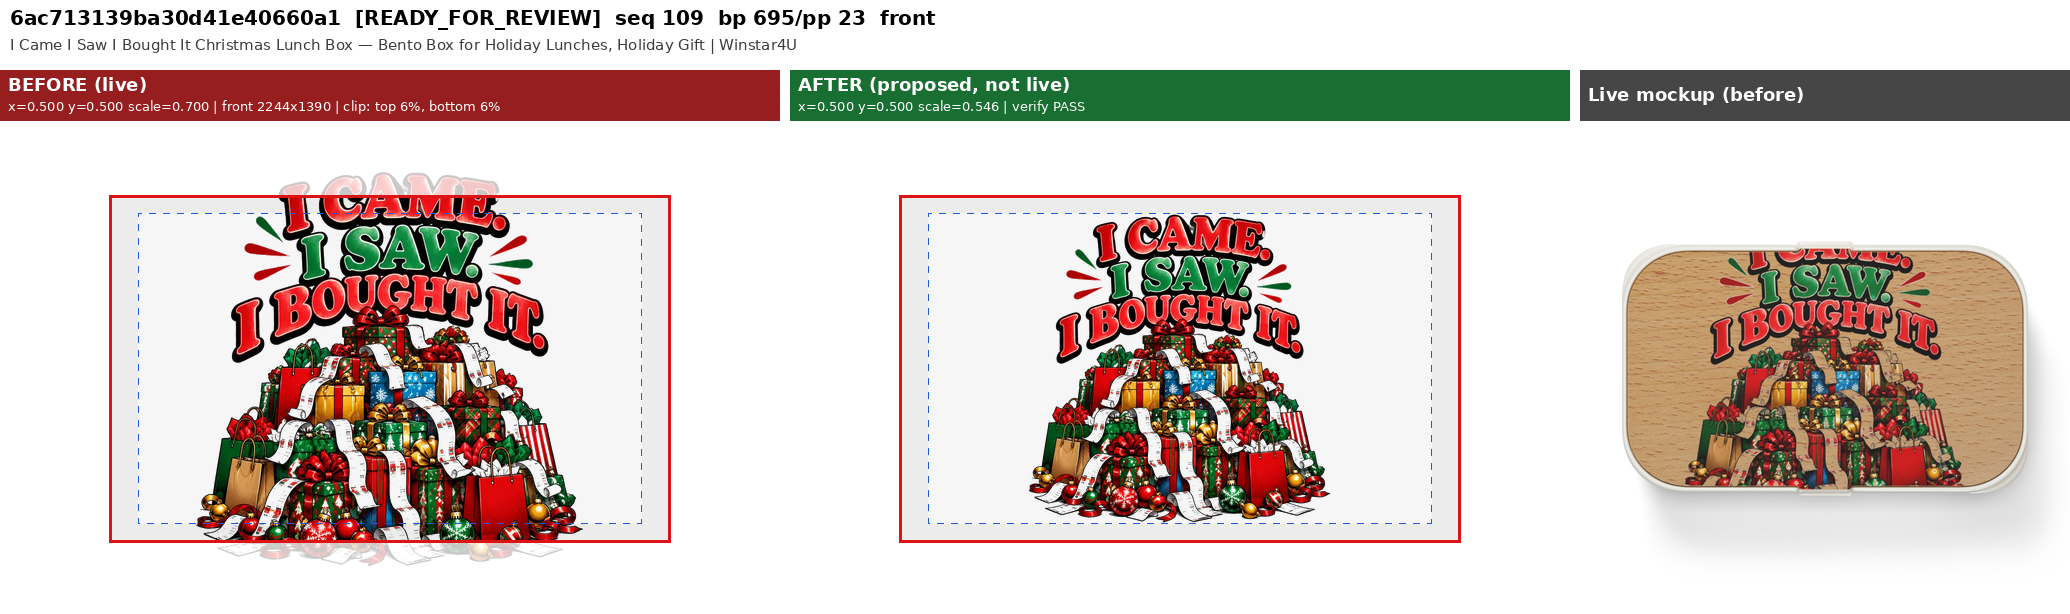 6ac713139ba30d41e40660a1 [READY_FOR_REVIEW] seq 109 bp 695/pp 23 front
I Came I Saw I Bought It Christmas Lunch Box — Bento Box for Holiday Lunches, Holiday Gift | Winstar4U
BEFORE (live)
x=0.500 y=0.500 scale=0.700 | front 2244x1390 | clip: top 6%, bottom 6%
AFTER (proposed, not live)
x=0.500 y=0.500 scale=0.546 | verify PASS
Live mockup (before)
I CAME.
I SAW.
I BOUGHT IT.
I CAME.
I SAW.
I BOUGHT IT.
I CAME.
I SAW.
I BOUGHT IT.